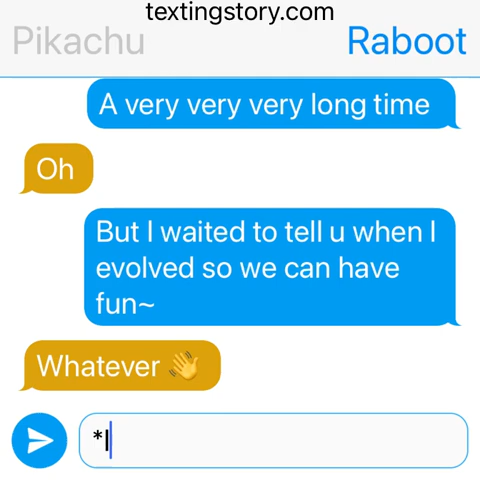 textingstory.com
Pikachu
Raboot
A very very very long time
Oh
But I waited to tell u when I
evolved so we can have
fun~
Whatever 👋
*l